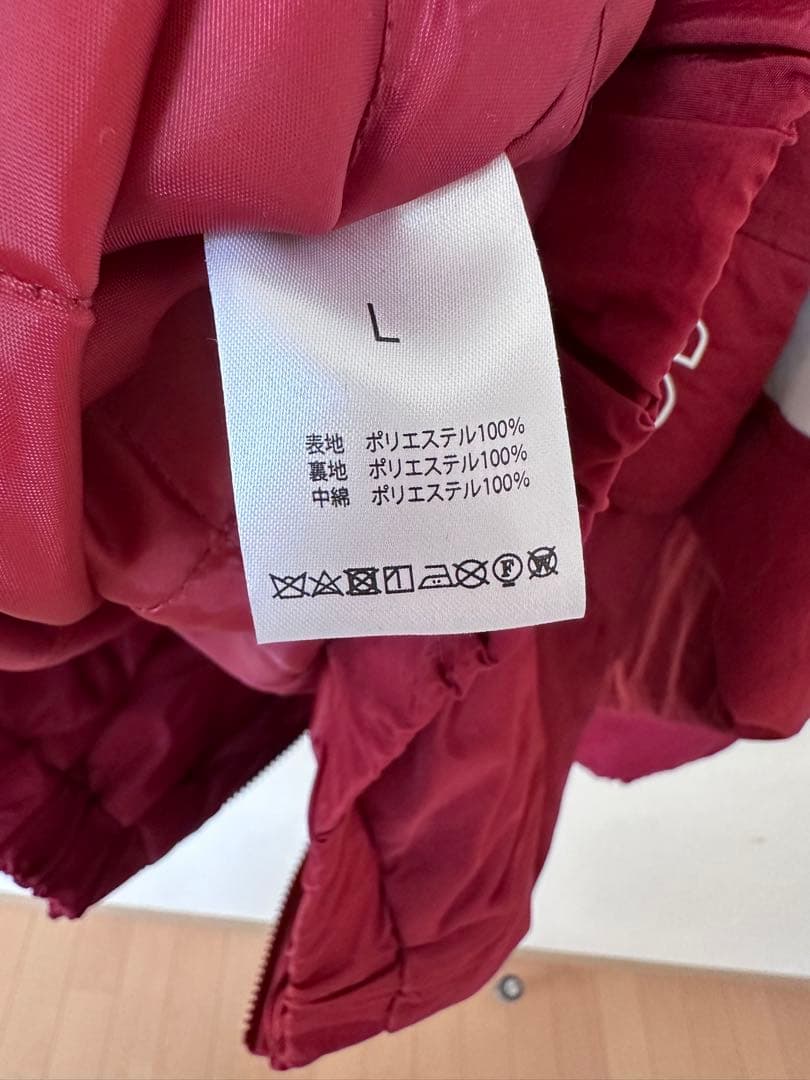 L
表地 ポリエステル100%
裏地 ポリエステル100%
中綿 ポリエステル100%
F W